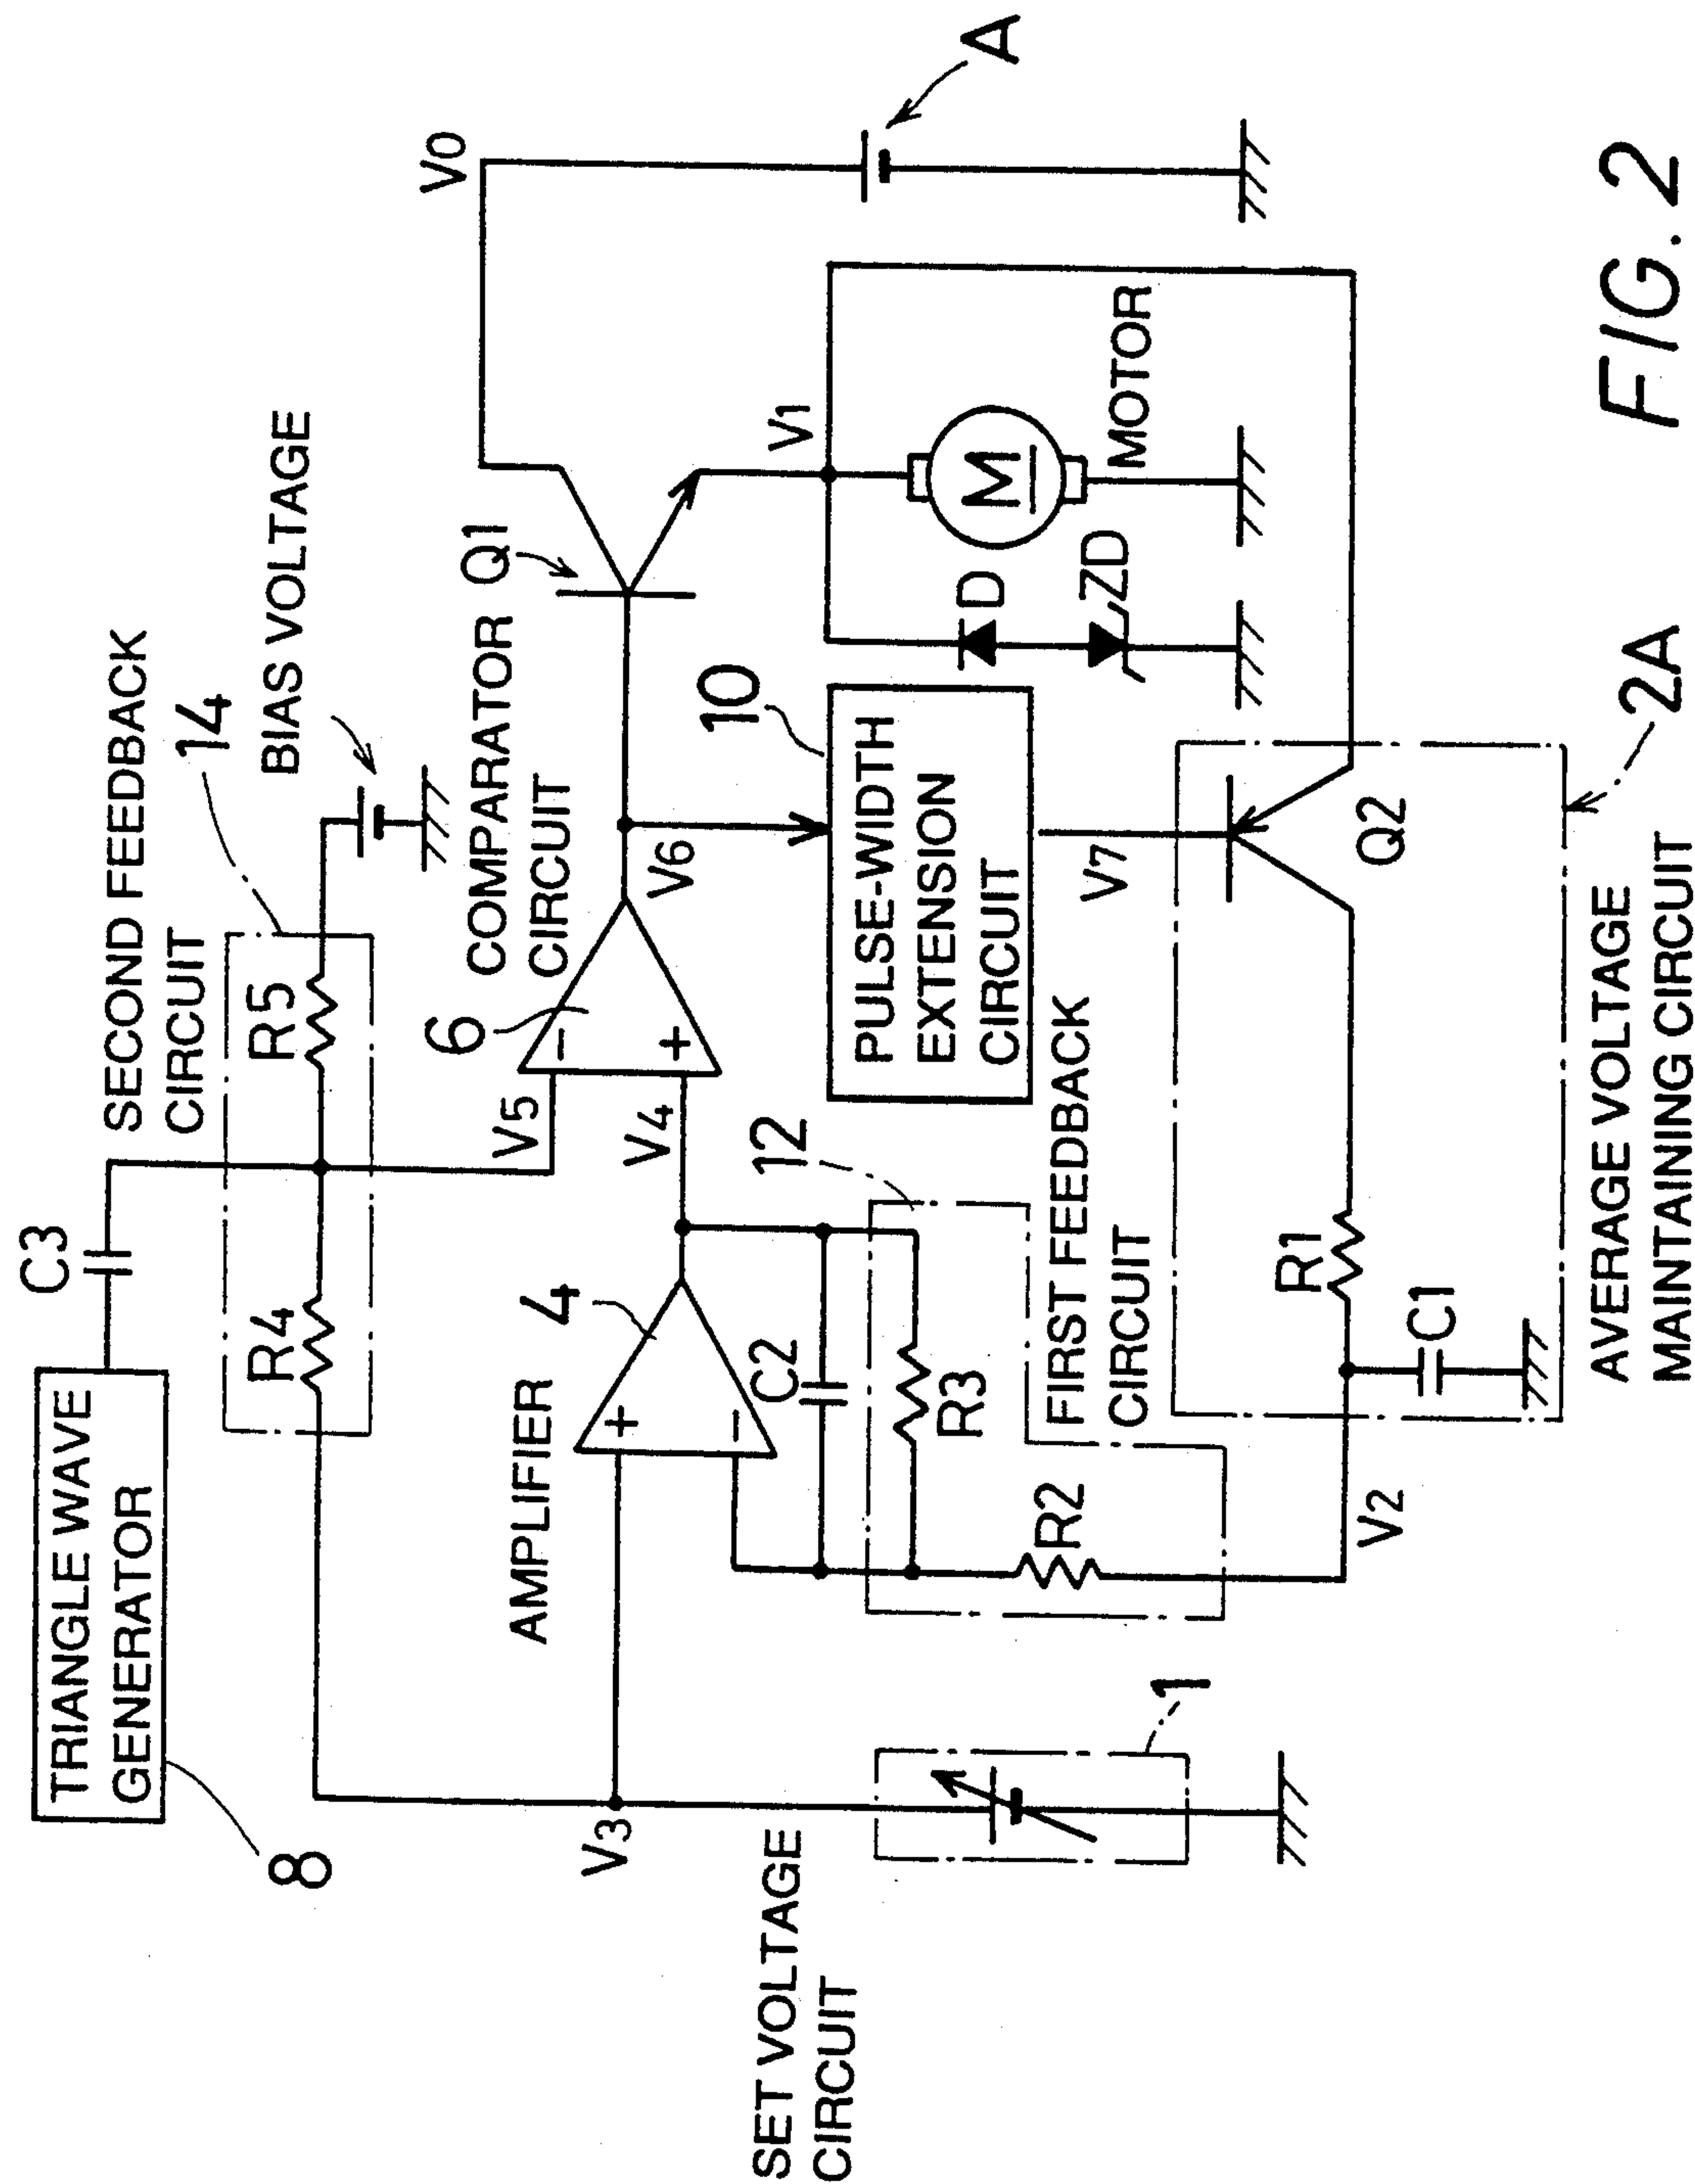 TRIANGLE WAVE
GENERATOR
8
C3
SECOND FEEDBACK
CIRCUIT
14
R4
R5
BIAS VOLTAGE
V5
6
COMPARATOR
CIRCUIT
Q1
V0
A
AMPLIFIER
4
+
−
V4
−
+
V6
C2
12
R3
FIRST FEEDBACK
CIRCUIT
R2
10
PULSE-WIDTH
EXTENSION
CIRCUIT
V1
D
ZD
M
MOTOR
V3
SET VOLTAGE
CIRCUIT
1
V2
V7
Q2
R1
C1
2A
AVERAGE VOLTAGE
MAINTAINING CIRCUIT
FIG. 2